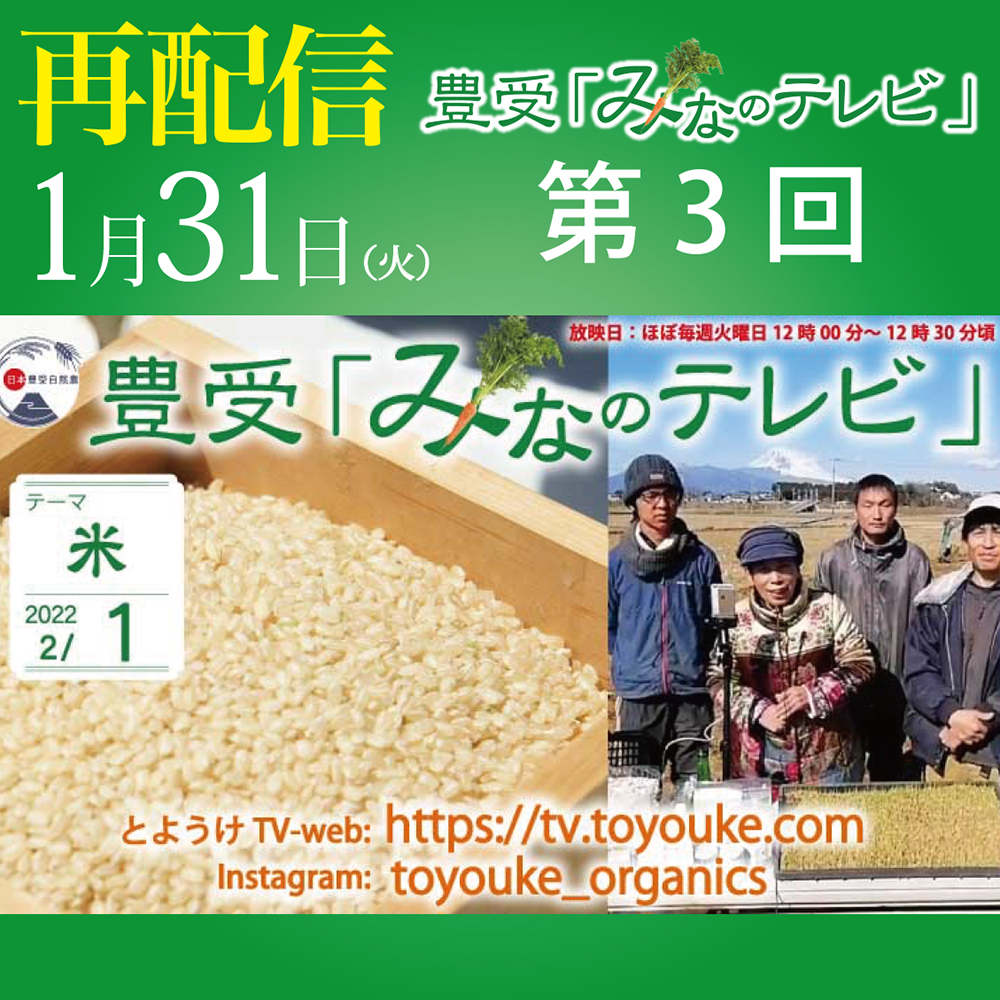 再配信
1月31日(火)
豊受「みなのテレビ」
第3回
放映日：ほぼ毎週火曜日12時00分～12時30分頃
日本豊受自然農
豊受「みなのテレビ」
テーマ
米
2022
2/ 1
とようけTV-web: https://tv.toyouke.com
Instagram: toyouke_organics